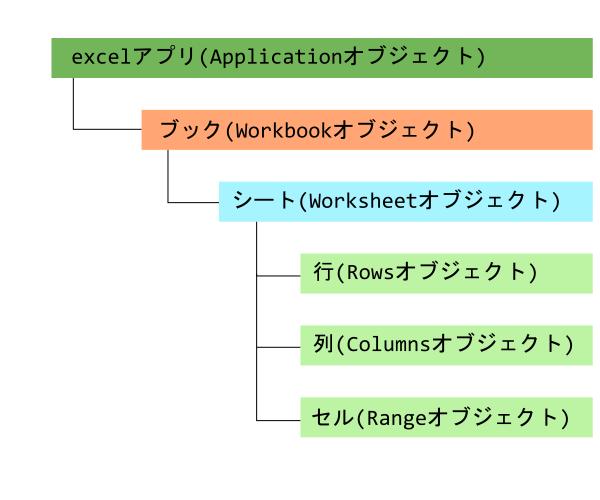 excelアプリ(Applicationオブジェクト)
ブック(Workbookオブジェクト)
シート(Worksheetオブジェクト)
行(Rowsオブジェクト)
列(Columnsオブジェクト)
セル(Rangeオブジェクト)